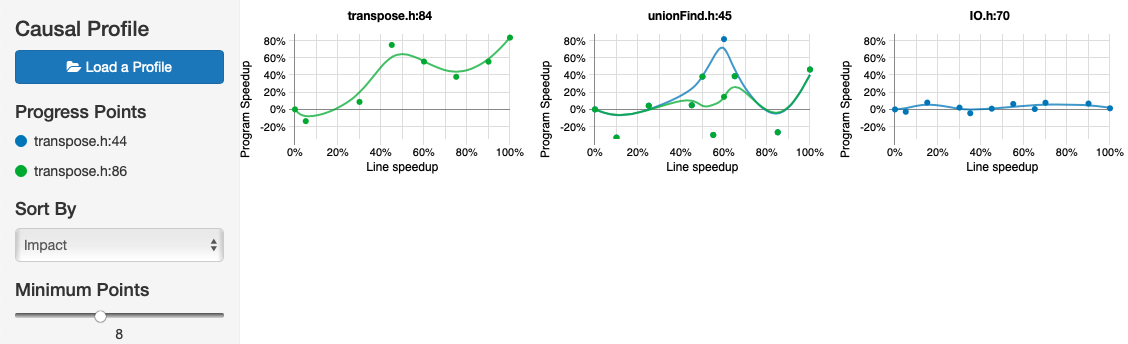 Causal Profile
Load a Profile
Progress Points
transpose.h:44
transpose.h:86
Sort By
Impact
Minimum Points
8
transpose.h:84
Program Speedup
80%
60%
40%
20%
0%
-20%
0% 20% 40% 60% 80% 100%
Line speedup
unionFind.h:45
Program Speedup
80%
60%
40%
20%
0%
-20%
0% 20% 40% 60% 80% 100%
Line speedup
IO.h:70
Program Speedup
80%
60%
40%
20%
0%
-20%
0% 20% 40% 60% 80% 100%
Line speedup